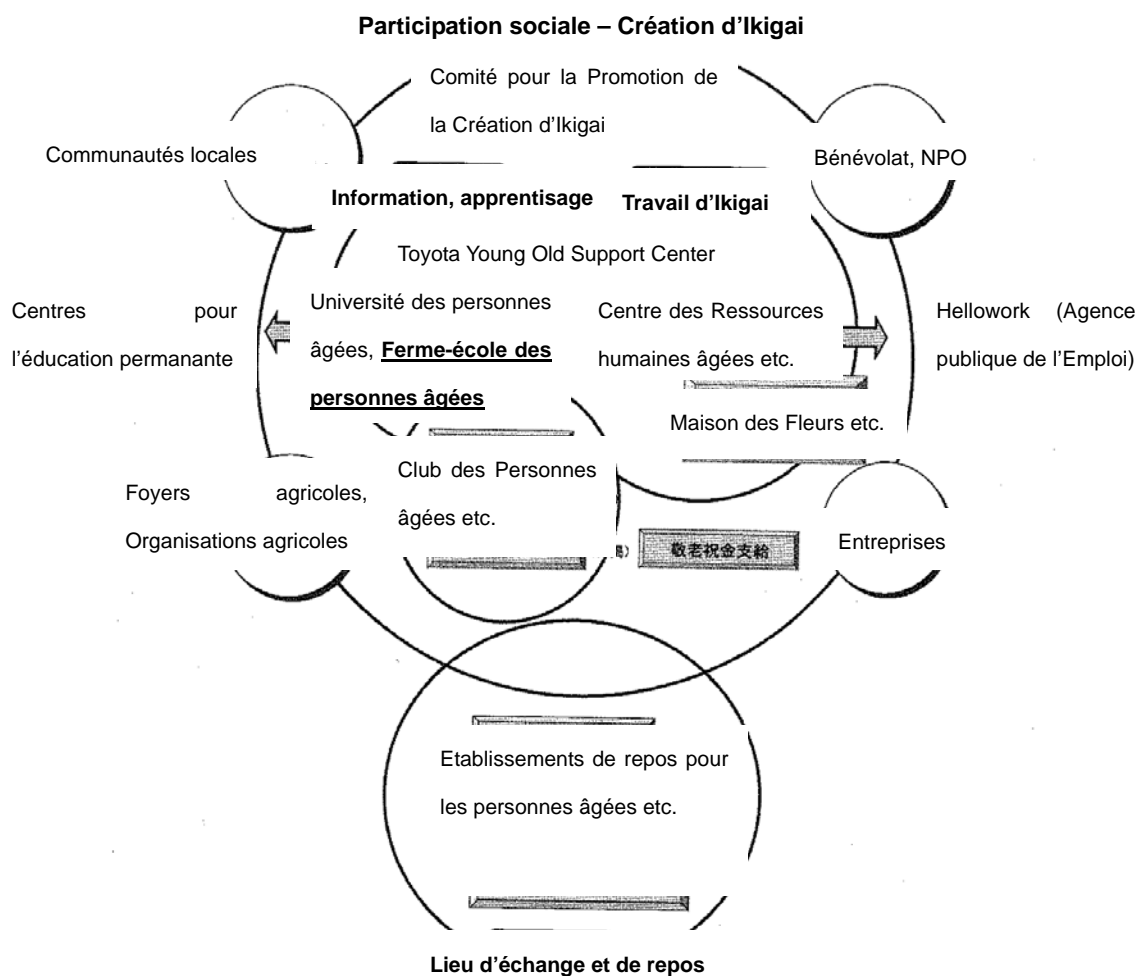 Participation sociale – Création d'Ikigai
Comité pour la Promotion de
la Création d'Ikigai
Communautés locales
Bénévolat, NPO
Information, apprentisage
Travail d'Ikigai
Toyota Young Old Support Center
Centres pour
l'éducation permanante
Université des personnes
âgées, Ferme-école des
personnes âgées
Centre des Ressources
humaines âgées etc.
Hellowork (Agence
publique de l'Emploi)
Maison des Fleurs etc.
Club des Personnes
âgées etc.
Foyers agricoles,
Organisations agricoles
敬老祝金支給
Entreprises
Etablissements de repos pour
les personnes âgées etc.
Lieu d'échange et de repos